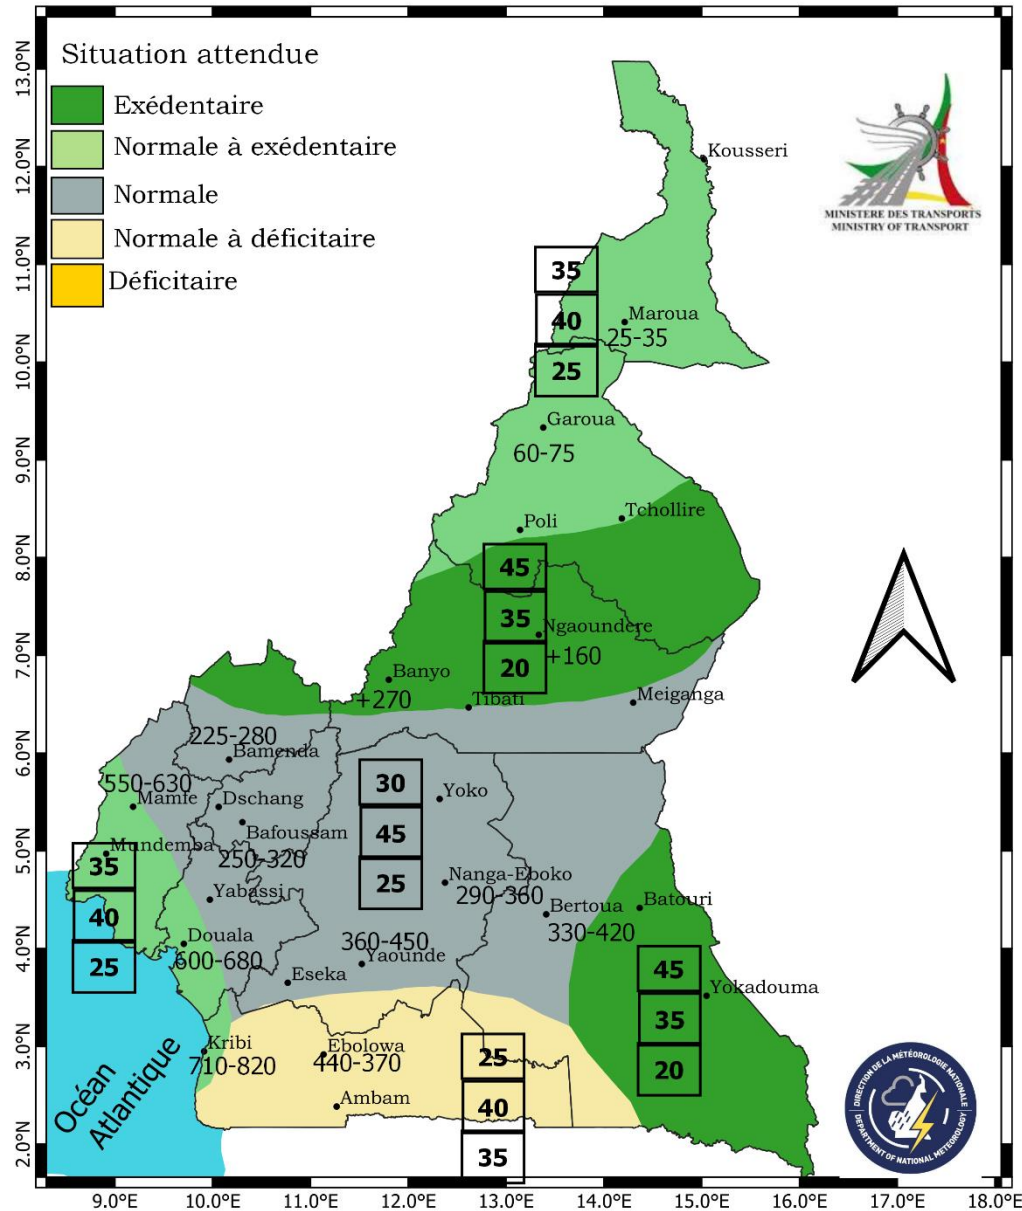 Situation attendue
Exédentaire
Normale à exédentaire
Normale
Normale à déficitaire
Déficitaire
MINISTERE DES TRANSPORTS
MINISTRY OF TRANSPORT
Kousseri
35
40
25
Maroua
25-35
Garoua
60-75
Poli
Tchollire
45
35
20
Ngaoundere
+160
Banyo
+270
Tibati
Meiganga
225-280
Bamenda
550-630
Mamfe
Dschang
Bafoussam
250-320
30
45
25
Yoko
Mundemba
35
40
25
Yabassi
Nanga-Eboko
290-360
Bertoua
330-420
Batouri
Douala
600-680
360-450
Yaounde
Eseka
45
35
20
Yokadouma
Kribi
710-820
Ebolowa
440-370
Ambam
25
40
35
Océan
Atlantique
DIRECTION DE LA MÉTÉOROLOGIE NATIONALE
DEPARTMENT OF NATIONAL METEOROLOGY
13.0°N
12.0°N
11.0°N
10.0°N
9.0°N
8.0°N
7.0°N
6.0°N
5.0°N
4.0°N
3.0°N
2.0°N
9.0°E 10.0°E 11.0°E 12.0°E 13.0°E 14.0°E 15.0°E 16.0°E 17.0°E 18.0°E